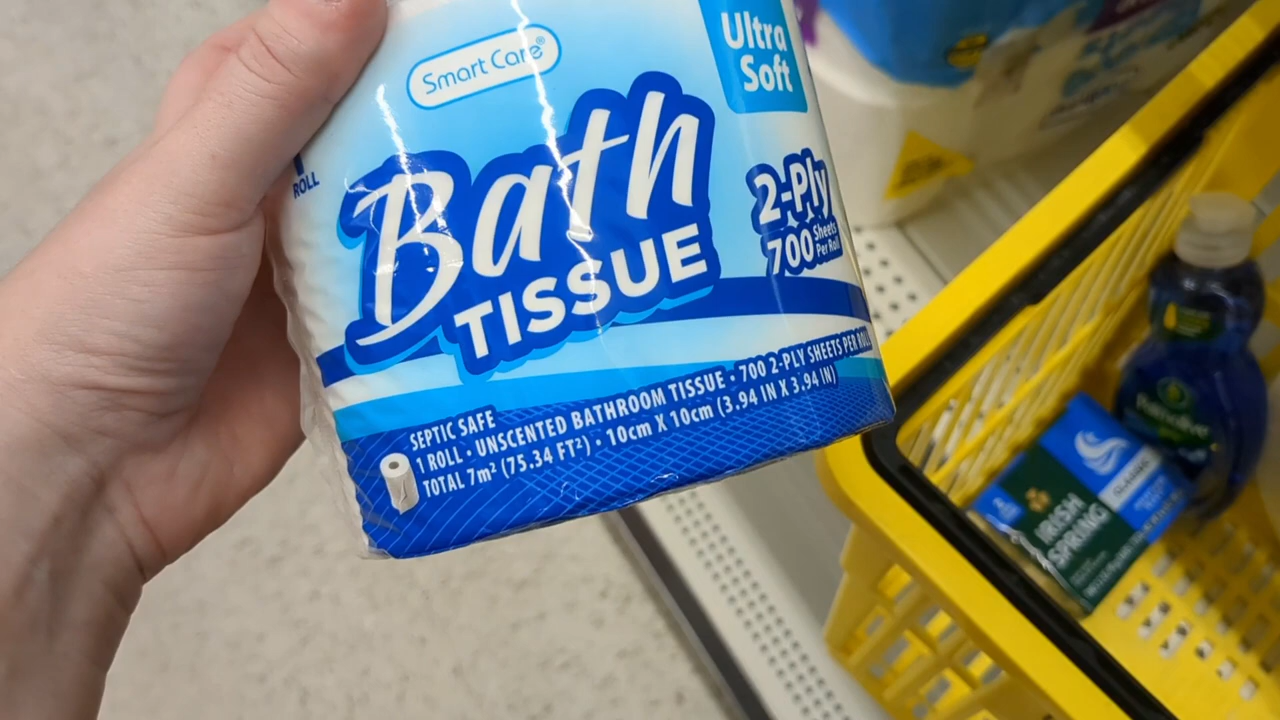 Smart Care®
Ultra
Soft
ROLL
Bath
TISSUE
2-Ply
700 Sheets
Per Roll
SEPTIC SAFE
1 ROLL • UNSCENTED BATHROOM TISSUE • 700 2-PLY SHEETS PER ROLL
TOTAL 7m² (75.34 FT²) • 10cm X 10cm (3.94 IN X 3.94 IN)
IRISH
SPRING